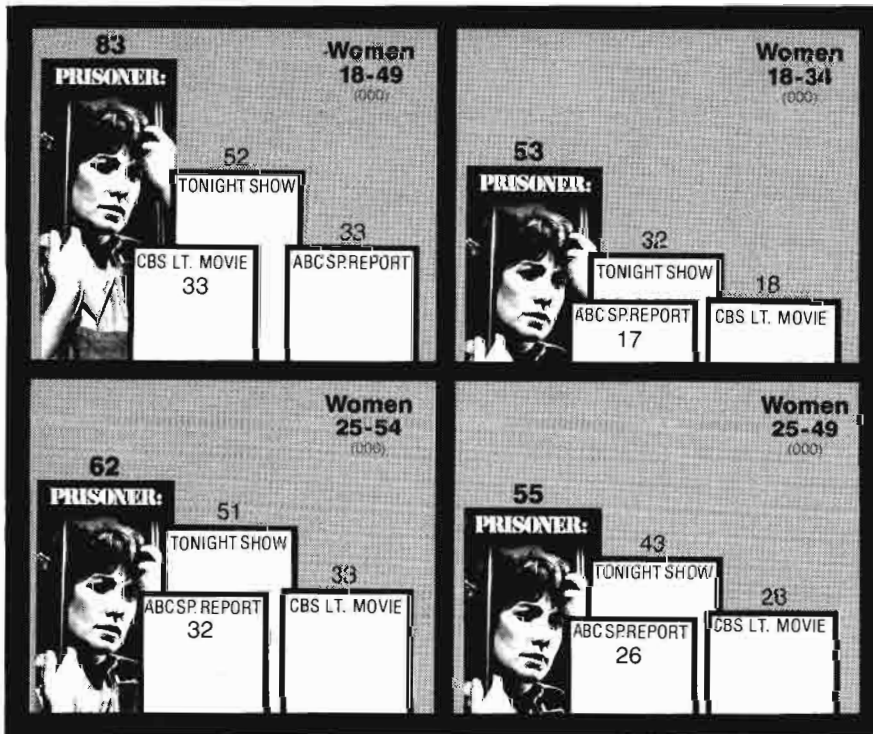 83
Women
18-49
(000)
PRISONER:
52
TONIGHT SHOW
33
CBS LT. MOVIE
33
ABC SP. REPORT
Women
18-34
(000)
53
PRISONER:
32
TONIGHT SHOW
18
ABC SP. REPORT
17
CBS LT. MOVIE
Women
25-54
(000)
62
PRISONER:
51
TONIGHT SHOW
33
ABC SP. REPORT
32
CBS LT. MOVIE
Women
25-49
(000)
55
PRISONER:
43
TONIGHT SHOW
28
ABC SP. REPORT
26
CBS LT. MOVIE